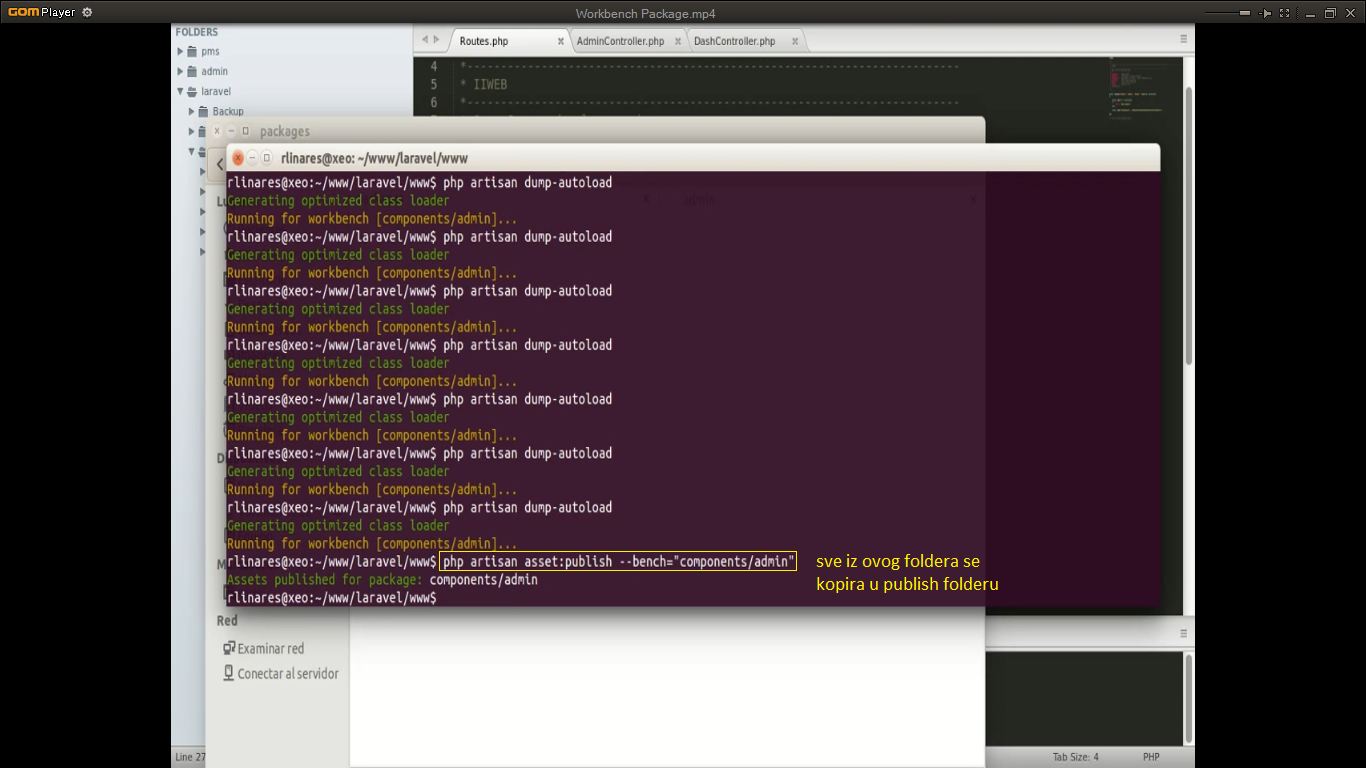 GOM Player
Workbench Package.mp4
FOLDERS
pms
admin
laravel
Backup
Routes.php
AdminController.php
DashController.php
4 *
5 * IIWEB
6 *
packages
rlinares@xeo: ~/www/laravel/www
rlinares@xeo:~/www/laravel/www$ php artisan dump-autoload
Generating optimized class loader
Running for workbench [components/admin]...
rlinares@xeo:~/www/laravel/www$ php artisan dump-autoload
Generating optimized class loader
Running for workbench [components/admin]...
rlinares@xeo:~/www/laravel/www$ php artisan dump-autoload
Generating optimized class loader
Running for workbench [components/admin]...
rlinares@xeo:~/www/laravel/www$ php artisan dump-autoload
Generating optimized class loader
Running for workbench [components/admin]...
rlinares@xeo:~/www/laravel/www$ php artisan dump-autoload
Generating optimized class loader
Running for workbench [components/admin]...
rlinares@xeo:~/www/laravel/www$ php artisan dump-autoload
Generating optimized class loader
Running for workbench [components/admin]...
rlinares@xeo:~/www/laravel/www$ php artisan dump-autoload
Generating optimized class loader
Running for workbench [components/admin]...
rlinares@xeo:~/www/laravel/www$ php artisan asset:publish --bench="components/admin"
Assets published for package: components/admin
rlinares@xeo:~/www/laravel/www$
sve iz ovog foldera se
kopira u publish folderu
Red
Examinar red
Conectar al servidor
Line 27
Tab Size: 4
PHP